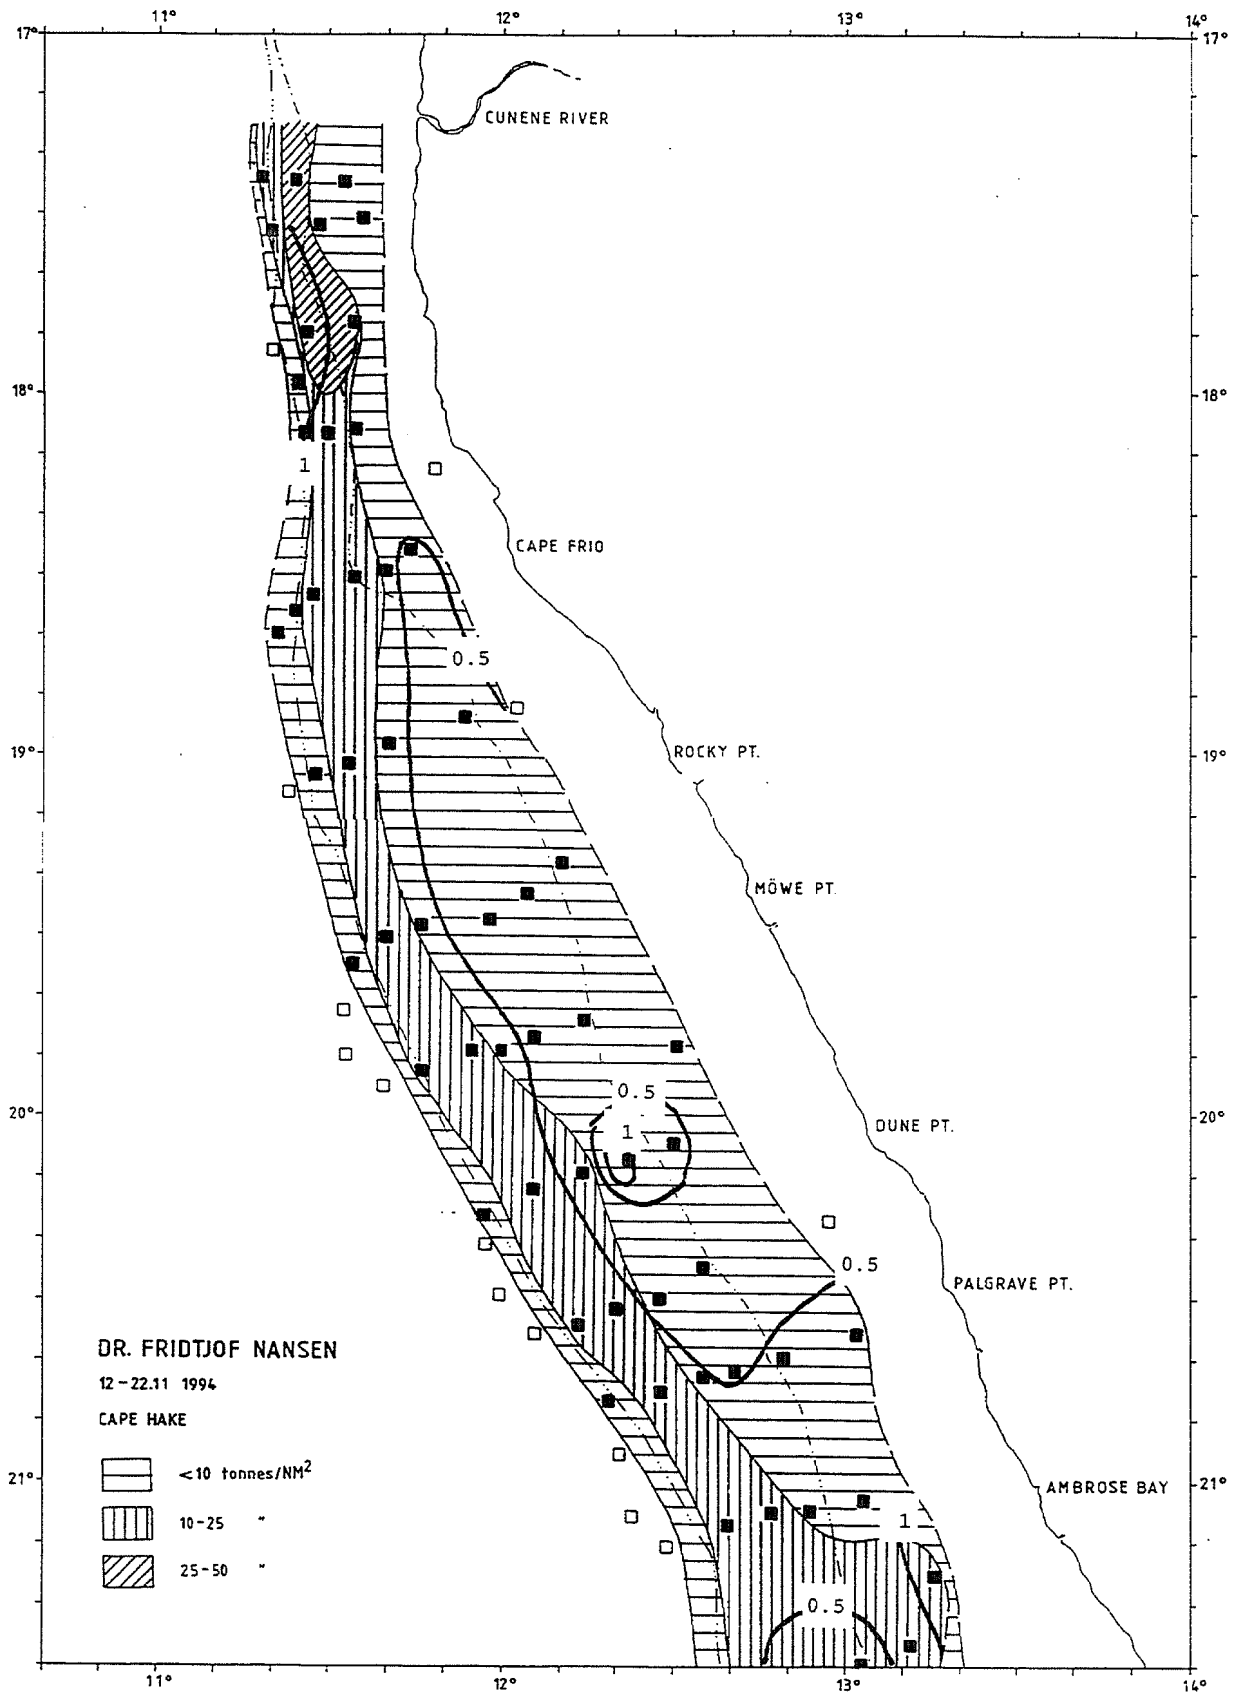 11° 12° 13° 14°
17° 17°
CUNENE RIVER
18° 18°
1
CAPE FRIO
0.5
19° ROCKY PT. 19°
MÖWE PT.
0.5
20° DUNE PT. 20°
1
0.5
PALGRAVE PT.
DR. FRIDTJOF NANSEN
12-22.11 1994
CAPE HAKE
<10 tonnes/NM²
21° AMBROSE BAY 21°
10-25 "
1
25-50 "
0.5
11° 12° 13° 14°